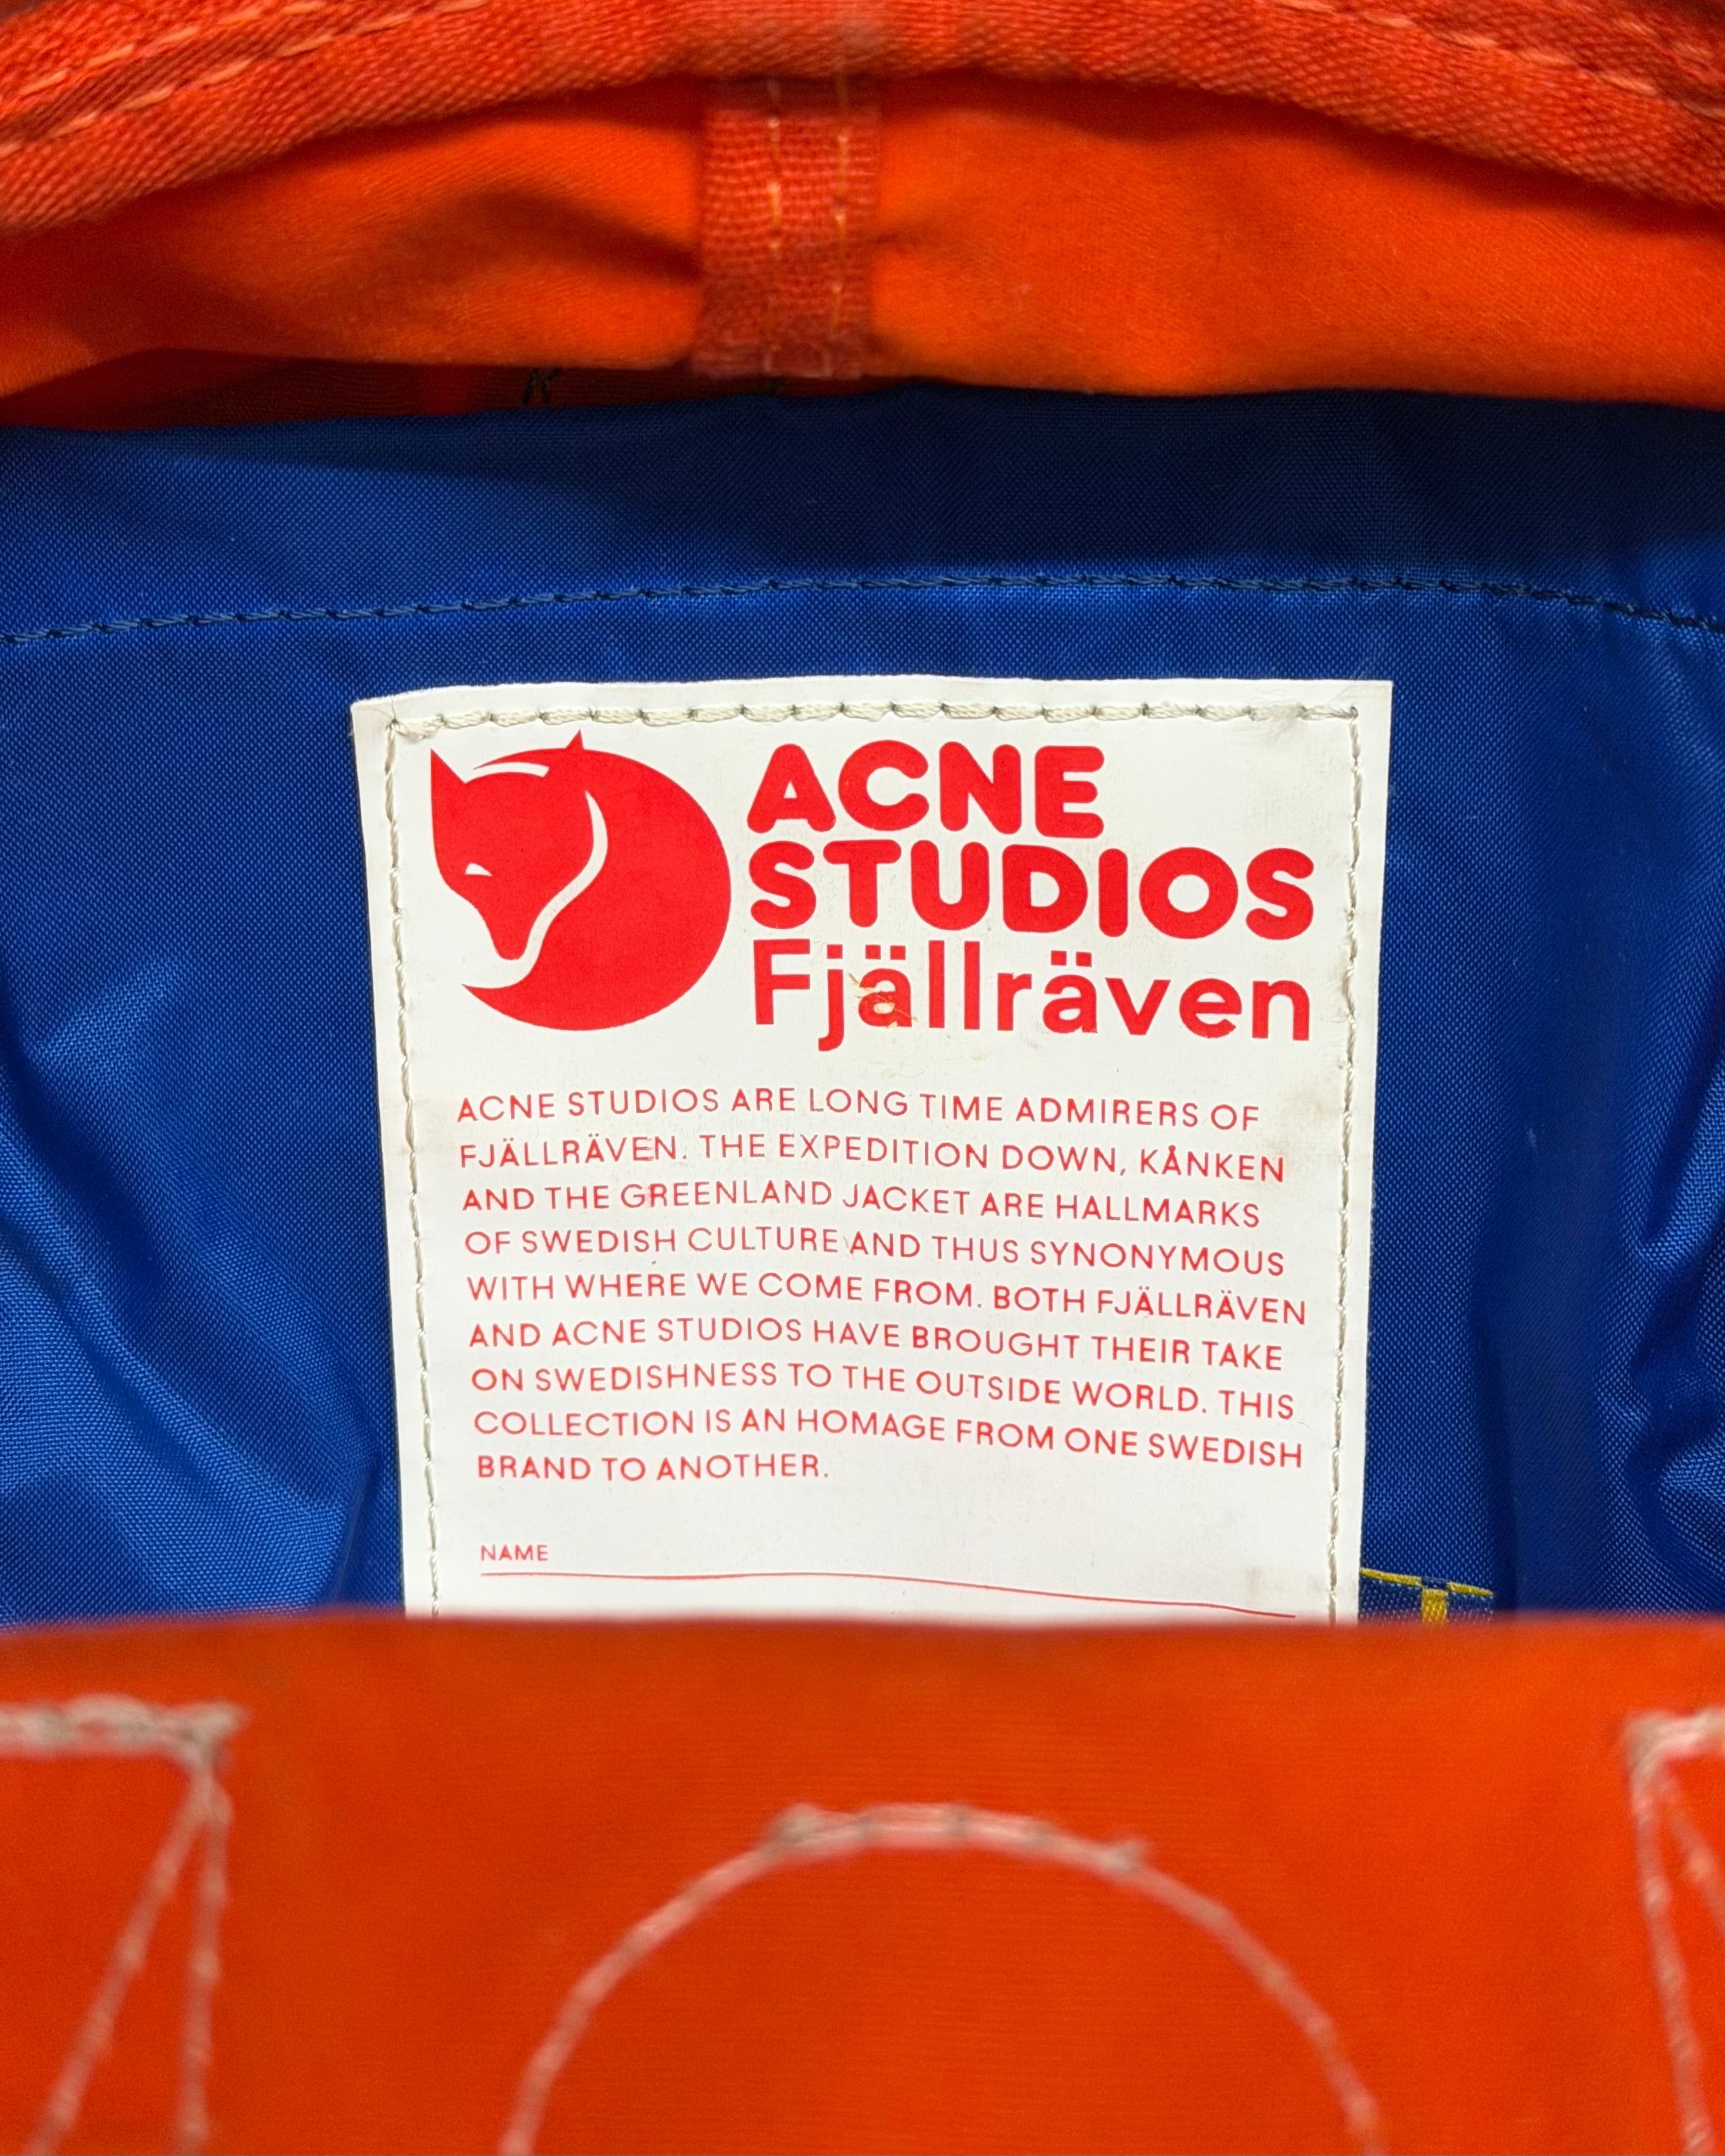 ACNE
STUDIOS
Fjällräven
ACNE STUDIOS ARE LONG TIME ADMIRERS OF
FJÄLLRÄVEN. THE EXPEDITION DOWN, KÅNKEN
AND THE GREENLAND JACKET ARE HALLMARKS
OF SWEDISH CULTURE AND THUS SYNONYMOUS
WITH WHERE WE COME FROM. BOTH FJÄLLRÄVEN
AND ACNE STUDIOS HAVE BROUGHT THEIR TAKE
ON SWEDISHNESS TO THE OUTSIDE WORLD. THIS
COLLECTION IS AN HOMAGE FROM ONE SWEDISH
BRAND TO ANOTHER.
NAME